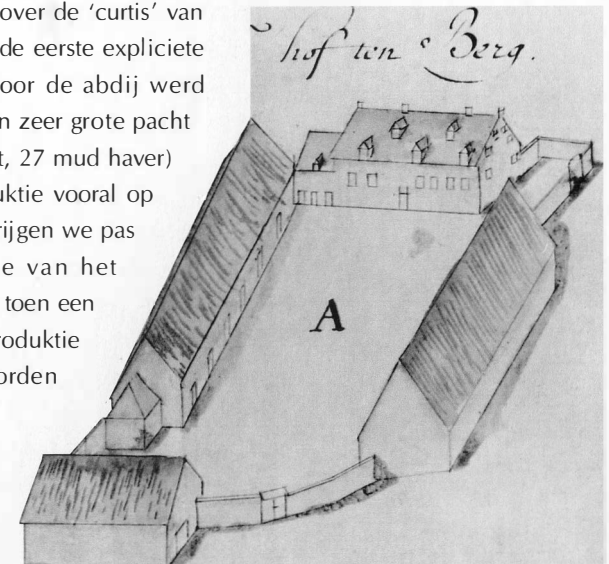 over de ‘curtis’ van
de eerste expliciete
oor de abdij werd
n zeer grote pacht
t, 27 mud haver)
uktie vooral op
rijgen we pas
e van het
toen een
roduktie
orden
hof ten Berg.
A